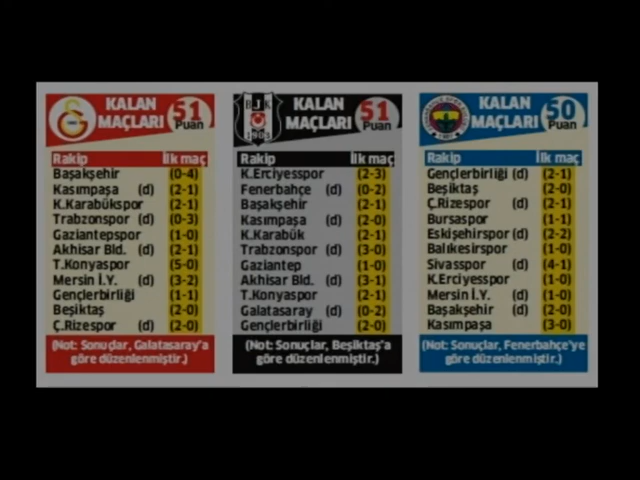 KALAN
MAÇLARI
51
Puan
Rakip İlk maç
Başakşehir (0-4)
Kasımpaşa (d) (2-1)
K.Karabükspor (2-1)
Trabzonspor (d) (0-3)
Gaziantepspor (1-0)
Akhisar Bld. (d) (2-1)
T.Konyaspor (5-0)
Mersin İ.Y. (d) (3-2)
Gençlerbirliği (1-1)
Beşiktaş (2-0)
Ç.Rizespor (d) (2-0)
(Not: Sonuçlar, Galatasaray'a
göre düzenlenmiştir.)
BJK
1903
KALAN
MAÇLARI
51
Puan
Rakip İlk maç
K.Erciyesspor (2-3)
Fenerbahçe (d) (0-2)
Başakşehir (2-1)
Kasımpaşa (d) (2-0)
K.Karabük (2-1)
Trabzonspor (d) (3-0)
Gaziantep (1-0)
Akhisar Bld. (d) (3-1)
T.Konyaspor (2-1)
Galatasaray (d) (0-2)
Gençlerbirliği (2-0)
(Not: Sonuçlar, Beşiktaş'a
göre düzenlenmiştir.)
KALAN
MAÇLARI
50
Puan
Rakip İlk maç
Gençlerbirliği (d) (2-1)
Beşiktaş (2-0)
Ç.Rizespor (d) (2-1)
Bursaspor (1-1)
Eskişehirspor (d) (2-2)
Balıkesirspor (1-0)
Sivasspor (d) (4-1)
K.Erciyesspor (1-0)
Mersin İ.Y. (d) (1-0)
Başakşehir (d) (2-0)
Kasımpaşa (3-0)
(Not: Sonuçlar, Fenerbahçe'ye
göre düzenlenmiştir.)